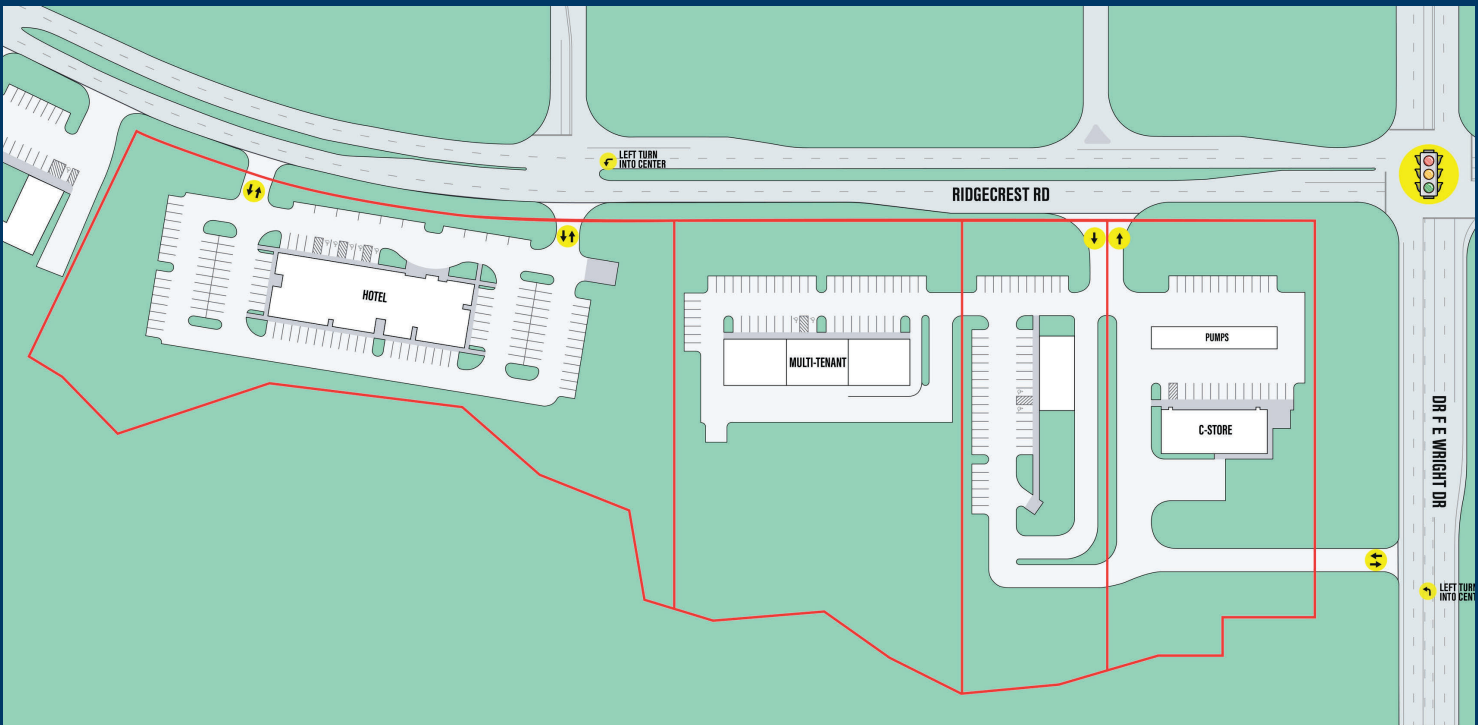 LEFT TURN
INTO CENTER
RIDGECREST RD
HOTEL
MULTI-TENANT
PUMPS
C-STORE
DR F E WRIGHT DR
LEFT TURN
INTO CENT